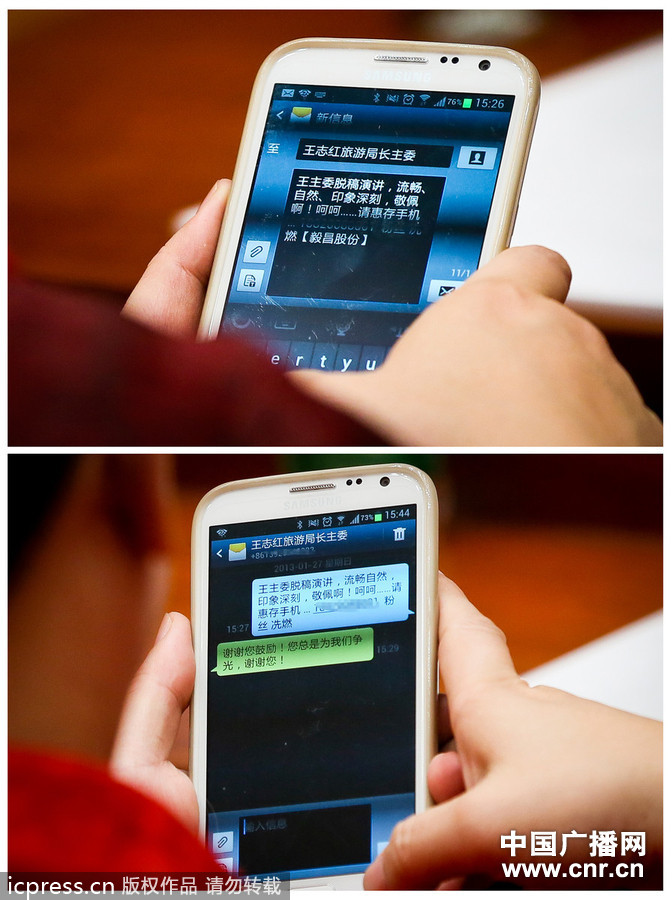 SAMSUNG
76% 15:26
新信息
至
王志红旅游局长主委
王主委脱稿演讲，流畅、
自然、印象深刻，敬佩
啊！呵呵……请惠存手机
粉丝 冼
燃【毅昌股份】
11/1
e r t y u
SAMSUNG
73% 15:44
王志红旅游局长主委
2013-01-27 星期日
王主委脱稿演讲，流畅自然，
印象深刻，敬佩啊！呵呵……请
惠存手机 ... 粉
丝 冼燃
15:27
谢谢您鼓励！您总是为我们争
光，谢谢您！
15:29
输入信息
中国广播网
www.cnr.cn
icpress.cn 版权作品 请勿转载